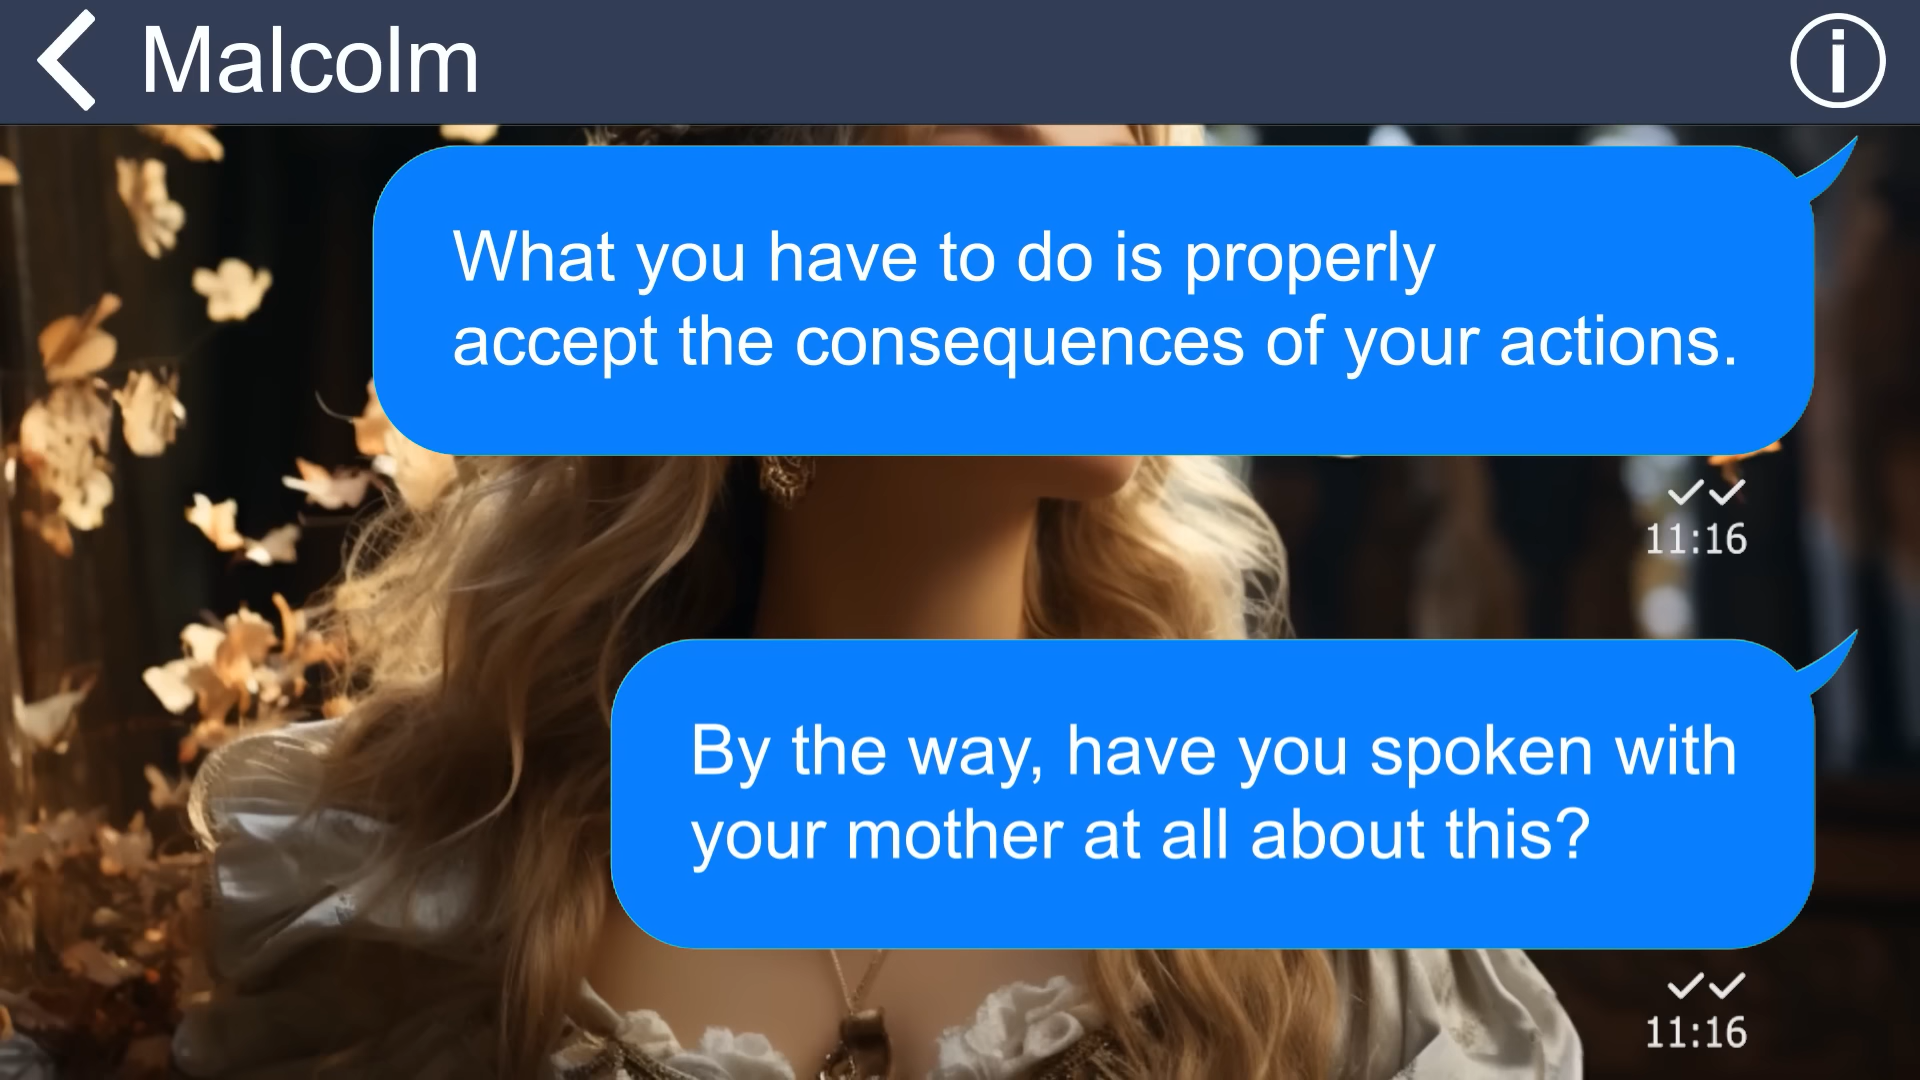 Malcolm
What you have to do is properly
accept the consequences of your actions.
11:16
By the way, have you spoken with
your mother at all about this?
11:16